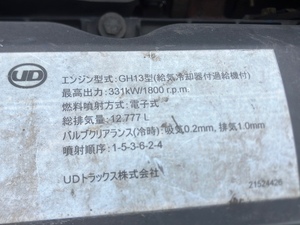 UD
エンジン型式:GH13型(給気冷却器付過給機付)
最高出力:331kW/1800 r.p.m
燃料噴射方式:電子式
総排気量:12.777 L
バルブクリアランス(冷時):吸気0.2mm, 排気1.0mm
噴射順序:1-5-3-6-2-4
UDトラックス株式会社
21524426